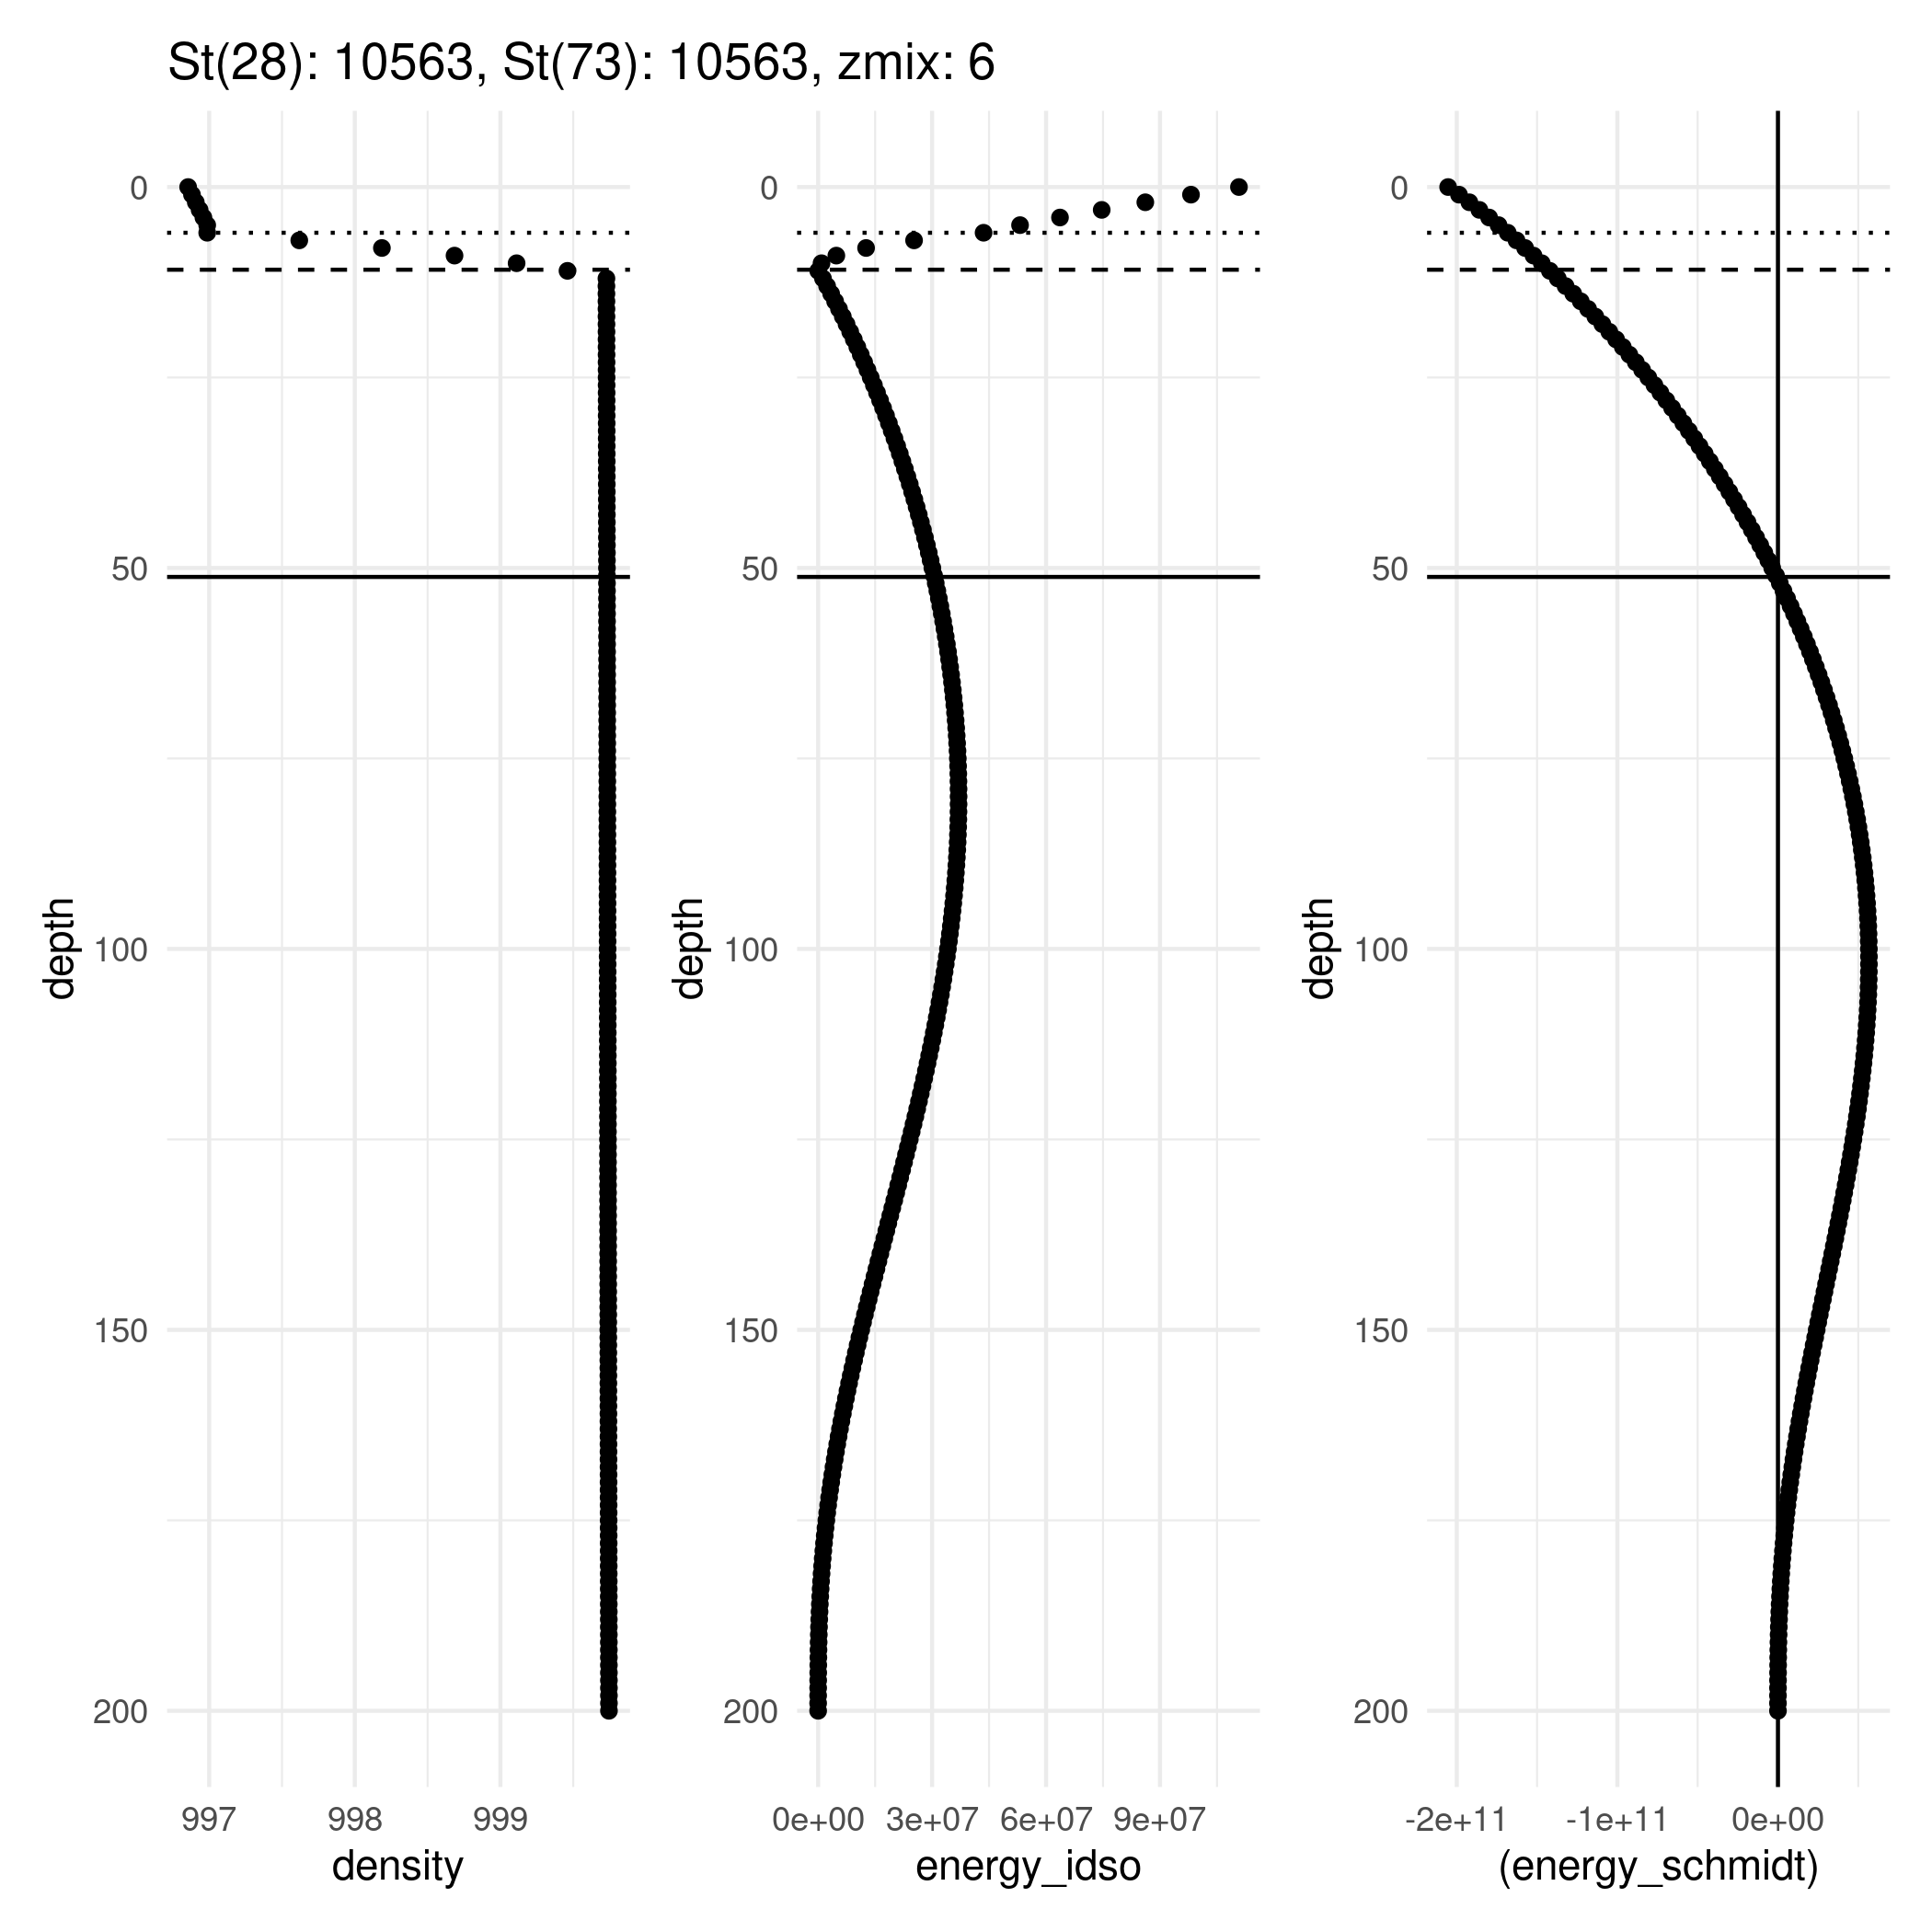 St(28): 10563, St(73): 10563, zmix: 6
depth
0
50
100
150
200
997 998 999
density
depth
0
50
100
150
200
0e+00 3e+07 6e+07 9e+07
energy_idso
depth
0
50
100
150
200
-2e+11 -1e+11 0e+00
(energy_schmidt)